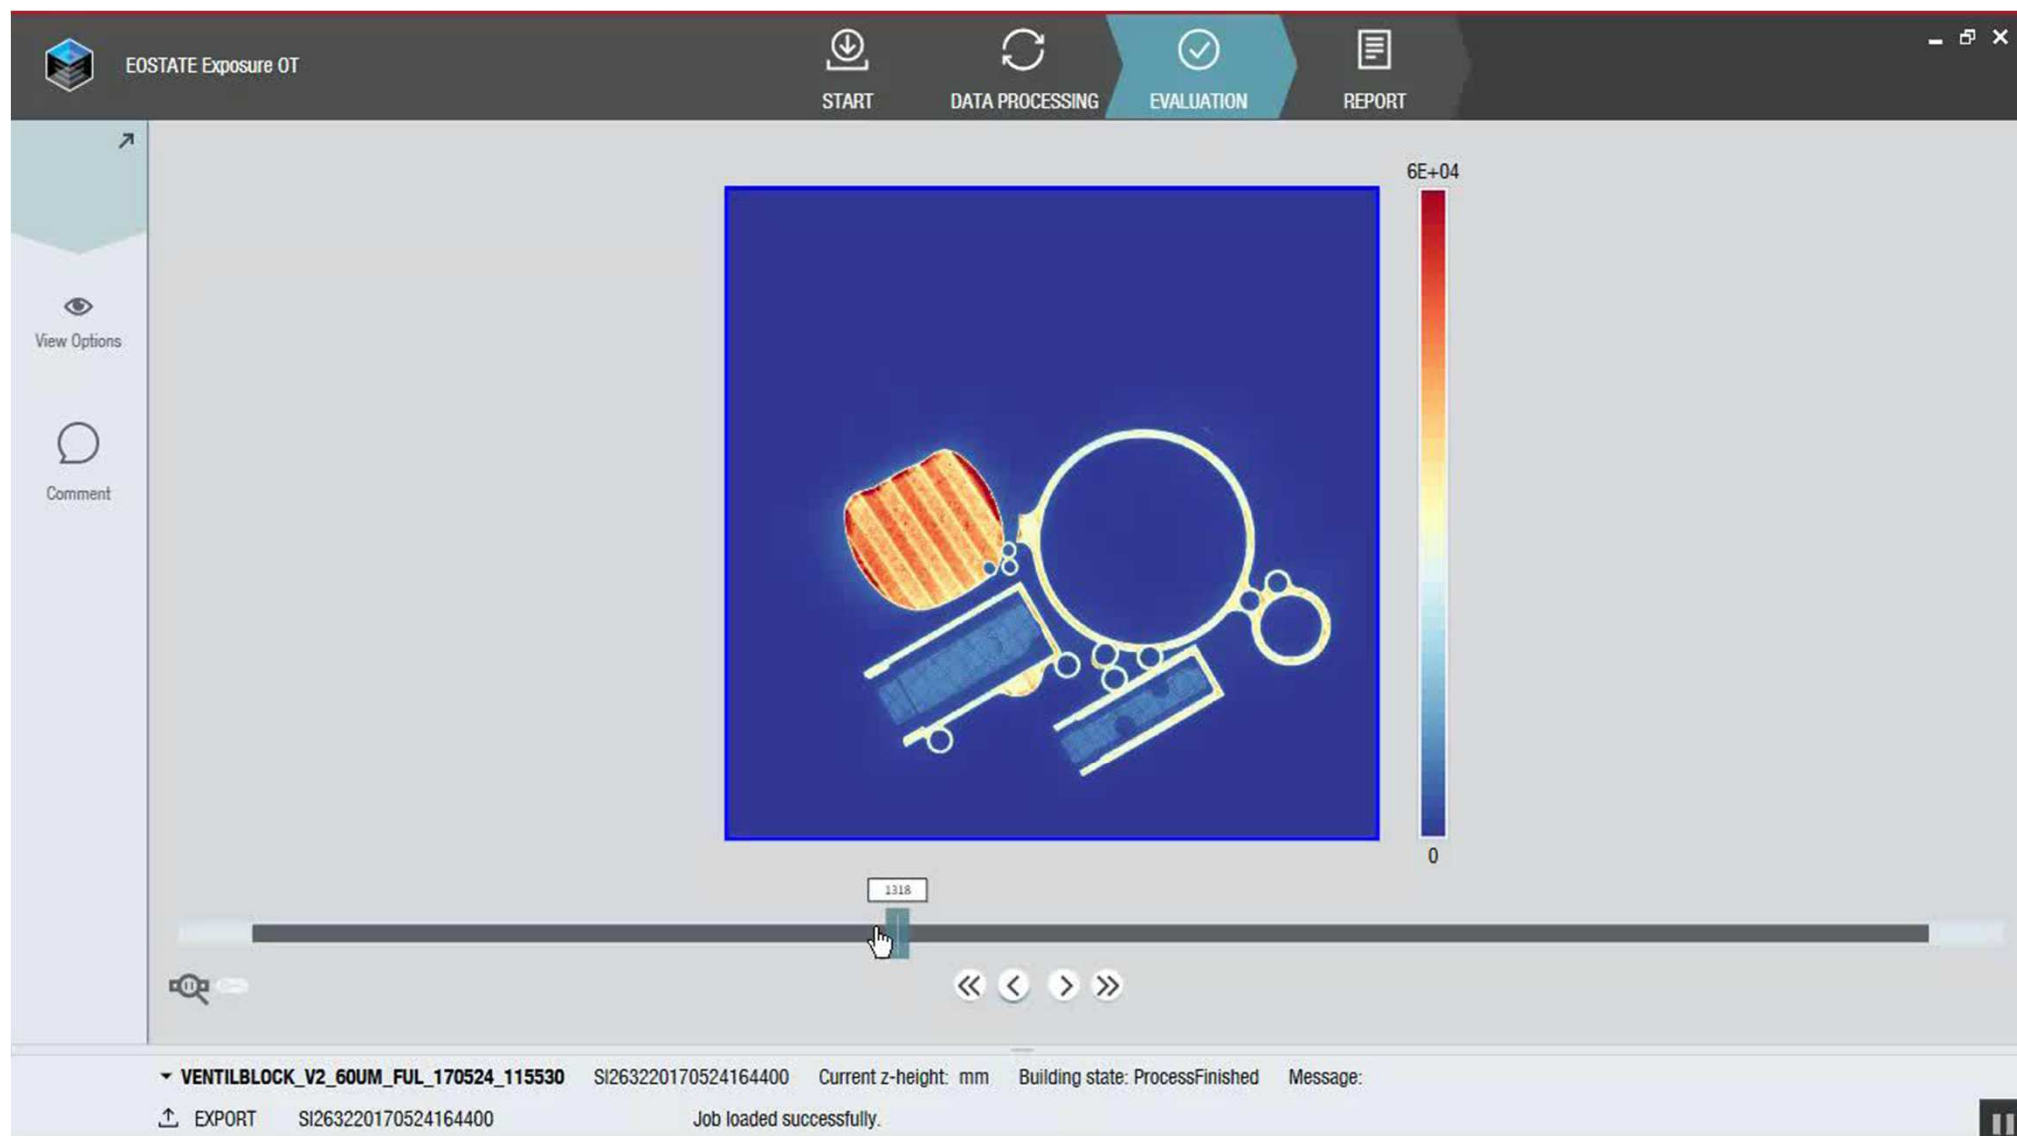 EOSTATE Exposure OT
START
DATA PROCESSING
EVALUATION
REPORT
6E+04
View Options
Comment
0
1318
VENTILBLOCK_V2_60UM_FUL_170524_115530 SI263220170524164400 Current z-height: mm Building state: ProcessFinished Message:
EXPORT SI263220170524164400 Job loaded successfully.